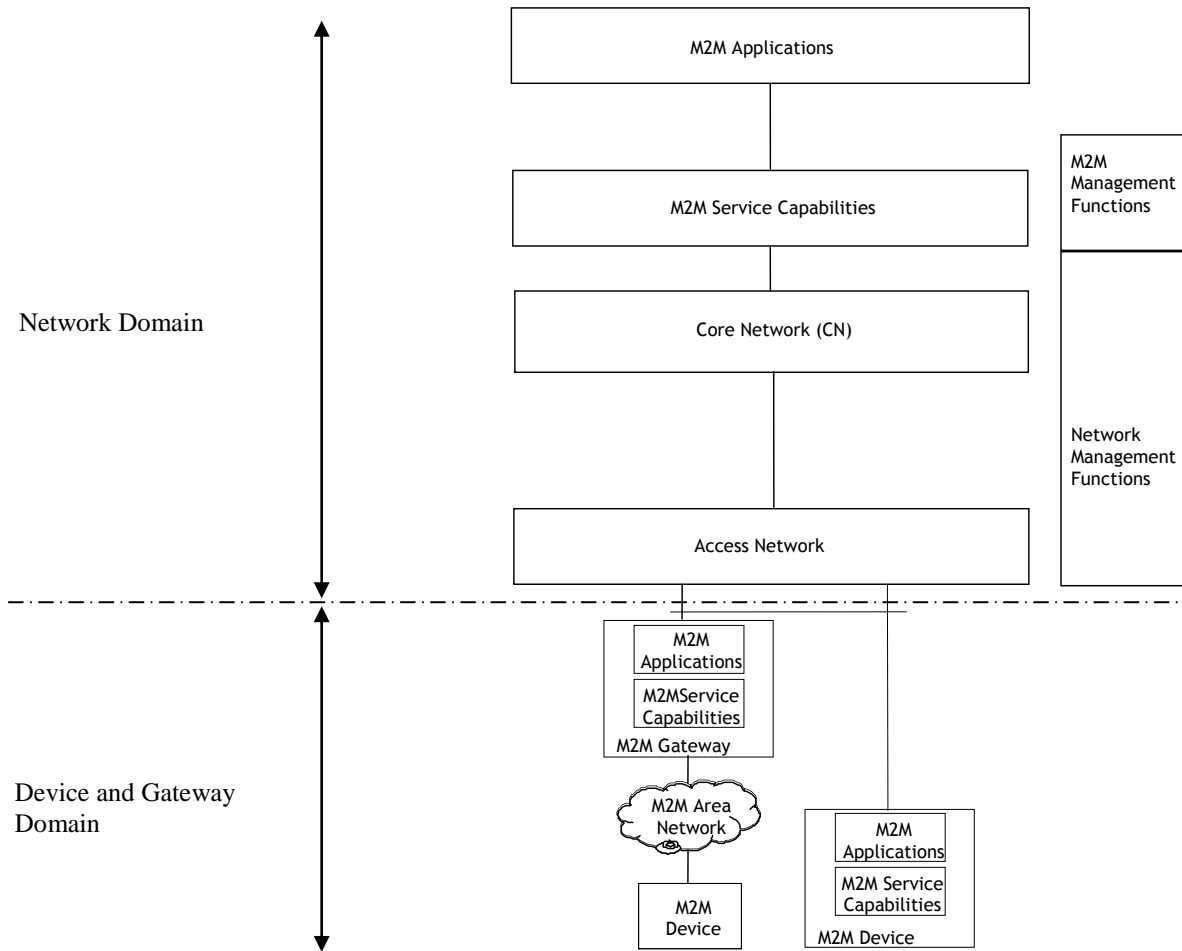 M2M Applications
M2M
Management
Functions
M2M Service Capabilities
Network Domain
Core Network (CN)
Network
Management
Functions
Access Network
M2M
Applications
M2MService
Capabilities
M2M Gateway
Device and Gateway
Domain
M2M Area
Network
M2M
Device
M2M
Applications
M2M Service
Capabilities
M2M Device